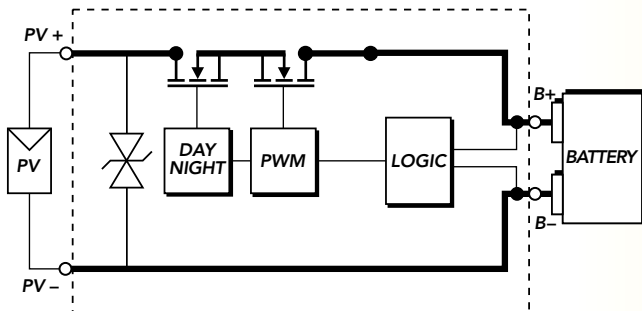 PV +
B+
PV
DAY
NIGHT
PWM
LOGIC
BATTERY
B−
PV −